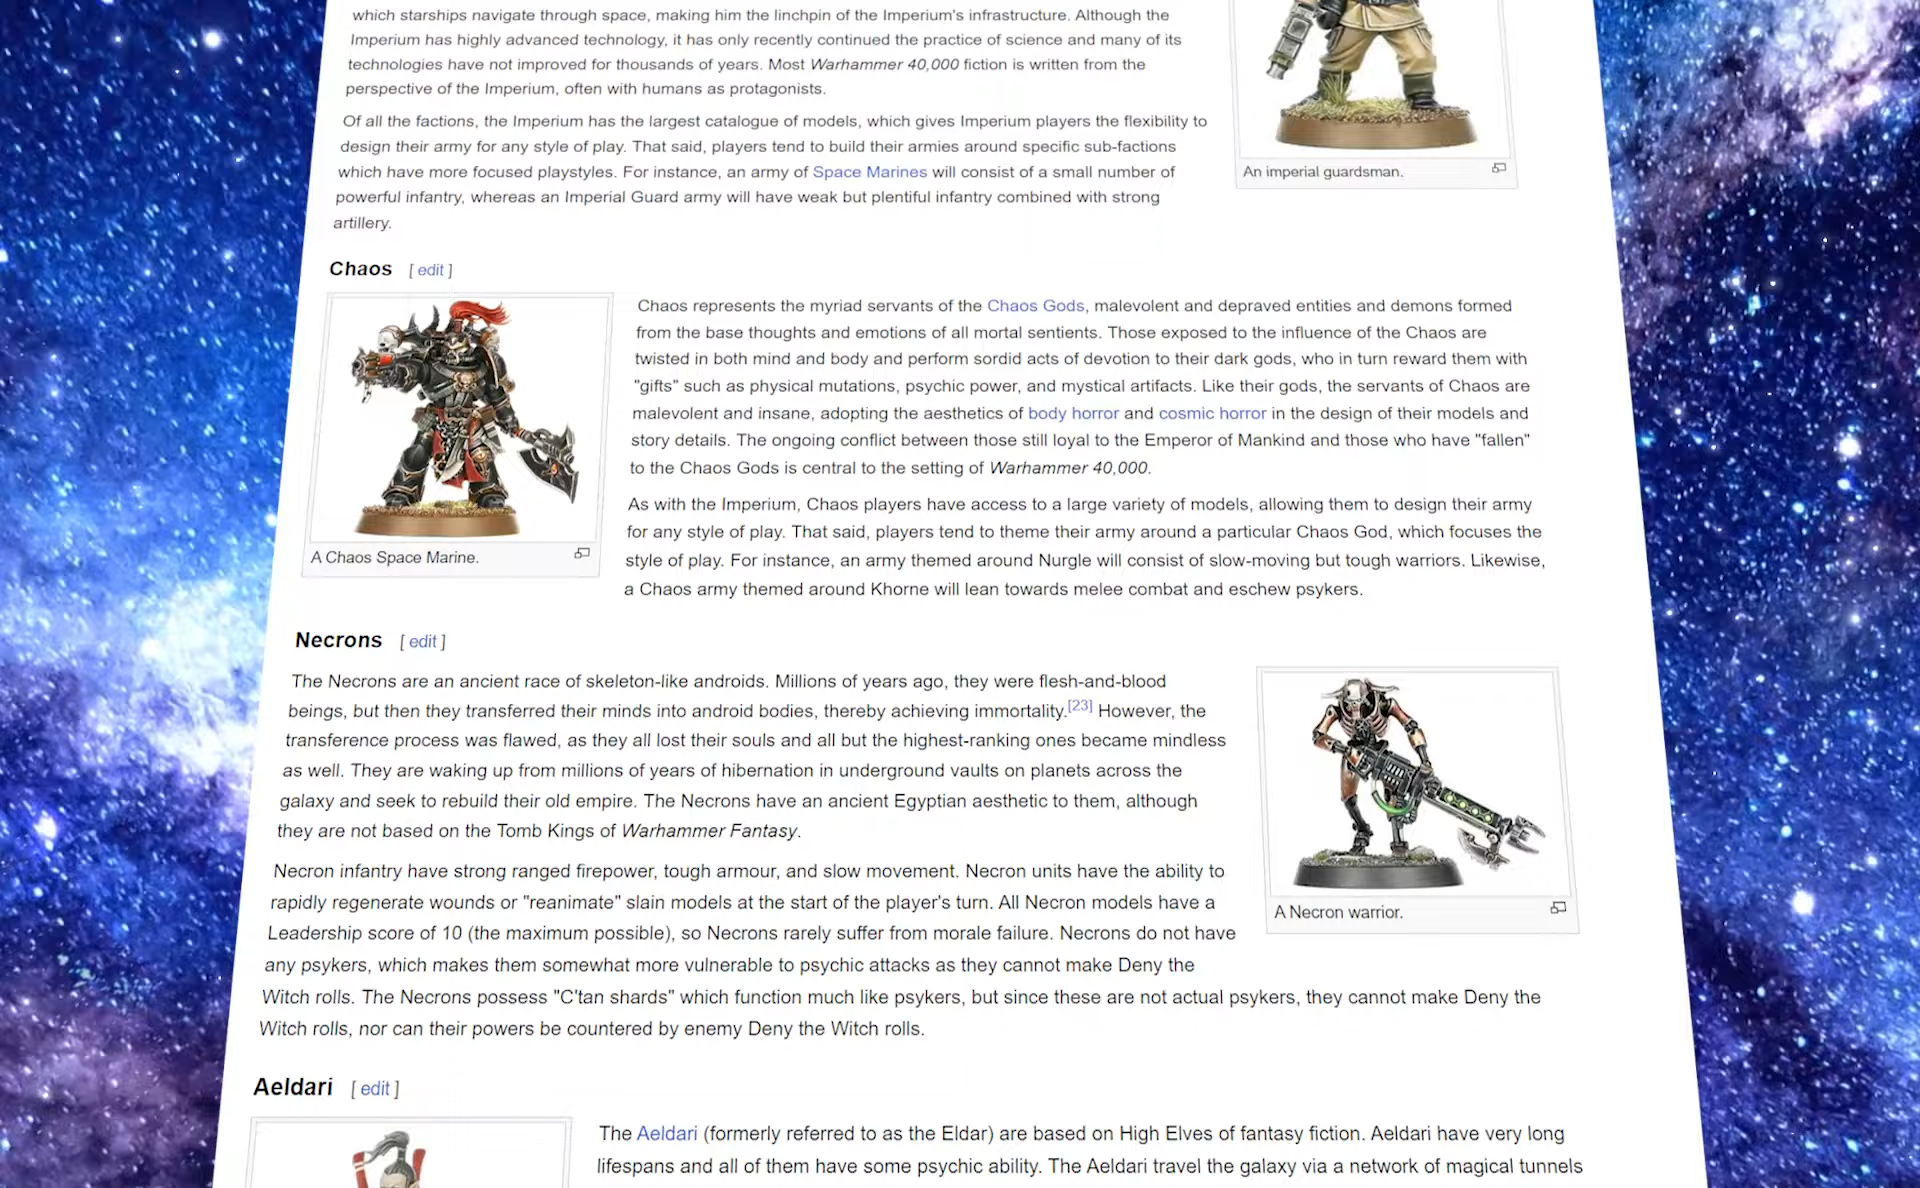 which starships navigate through space, making him the linchpin of the Imperium's infrastructure. Although the
Imperium has highly advanced technology, it has only recently continued the practice of science and many of its
technologies have not improved for thousands of years. Most Warhammer 40,000 fiction is written from the
perspective of the Imperium, often with humans as protagonists.
Of all the factions, the Imperium has the largest catalogue of models, which gives Imperium players the flexibility to
design their army for any style of play. That said, players tend to build their armies around specific sub-factions
which have more focused playstyles. For instance, an army of Space Marines will consist of a small number of
powerful infantry, whereas an Imperial Guard army will have weak but plentiful infantry combined with strong
artillery.
An imperial guardsman.
Chaos [ edit ]
A Chaos Space Marine.
Chaos represents the myriad servants of the Chaos Gods, malevolent and depraved entities and demons formed
from the base thoughts and emotions of all mortal sentients. Those exposed to the influence of the Chaos are
twisted in both mind and body and perform sordid acts of devotion to their dark gods, who in turn reward them with
"gifts" such as physical mutations, psychic power, and mystical artifacts. Like their gods, the servants of Chaos are
malevolent and insane, adopting the aesthetics of body horror and cosmic horror in the design of their models and
story details. The ongoing conflict between those still loyal to the Emperor of Mankind and those who have "fallen"
to the Chaos Gods is central to the setting of Warhammer 40,000.
As with the Imperium, Chaos players have access to a large variety of models, allowing them to design their army
for any style of play. That said, players tend to theme their army around a particular Chaos God, which focuses the
style of play. For instance, an army themed around Nurgle will consist of slow-moving but tough warriors. Likewise,
a Chaos army themed around Khorne will lean towards melee combat and eschew psykers.
Necrons [ edit ]
The Necrons are an ancient race of skeleton-like androids. Millions of years ago, they were flesh-and-blood
beings, but then they transferred their minds into android bodies, thereby achieving immortality.[23] However, the
transference process was flawed, as they all lost their souls and all but the highest-ranking ones became mindless
as well. They are waking up from millions of years of hibernation in underground vaults on planets across the
galaxy and seek to rebuild their old empire. The Necrons have an ancient Egyptian aesthetic to them, although
they are not based on the Tomb Kings of Warhammer Fantasy.
Necron infantry have strong ranged firepower, tough armour, and slow movement. Necron units have the ability to
rapidly regenerate wounds or "reanimate" slain models at the start of the player's turn. All Necron models have a
Leadership score of 10 (the maximum possible), so Necrons rarely suffer from morale failure. Necrons do not have
any psykers, which makes them somewhat more vulnerable to psychic attacks as they cannot make Deny the
Witch rolls. The Necrons possess "C'tan shards" which function much like psykers, but since these are not actual psykers, they cannot make Deny the
Witch rolls, nor can their powers be countered by enemy Deny the Witch rolls.
A Necron warrior.
Aeldari [ edit ]
The Aeldari (formerly referred to as the Eldar) are based on High Elves of fantasy fiction. Aeldari have very long
lifespans and all of them have some psychic ability. The Aeldari travel the galaxy via a network of magical tunnels